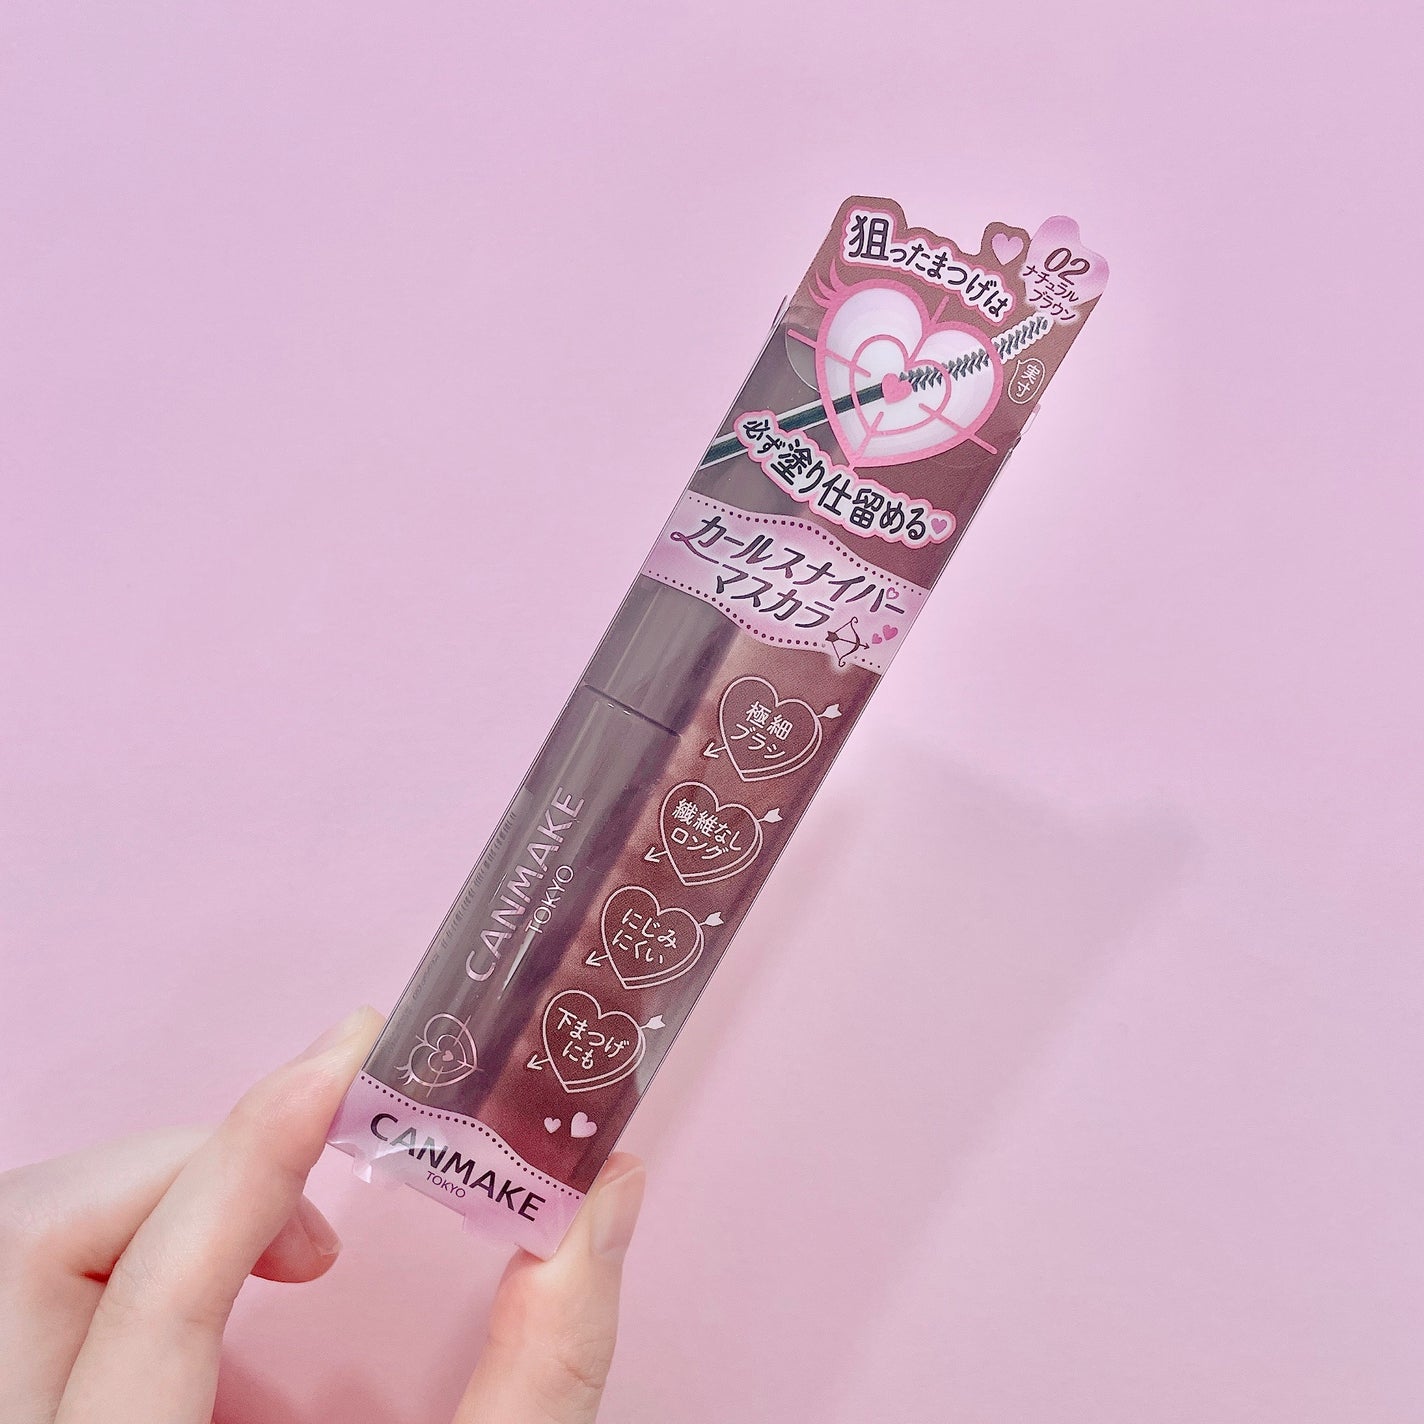 狙ったまつげは
02
ナチュラル
ブラウン
実寸
必ず塗り仕留める
カールスナイパー
マスカラ
極細
ブラシ
繊維なし
ロング
にじみ
にくい
下まつげ
にも
CANMAKE
TOKYO
CANMAKE
TOKYO